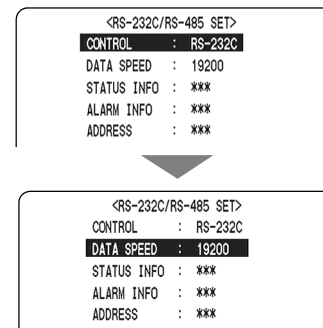 <RS-232C/RS-485 SET>
CONTROL : RS-232C
DATA SPEED : 19200
STATUS INFO : ***
ALARM INFO : ***
ADDRESS : ***
<RS-232C/RS-485 SET>
CONTROL : RS-232C
DATA SPEED : 19200
STATUS INFO : ***
ALARM INFO : ***
ADDRESS : ***